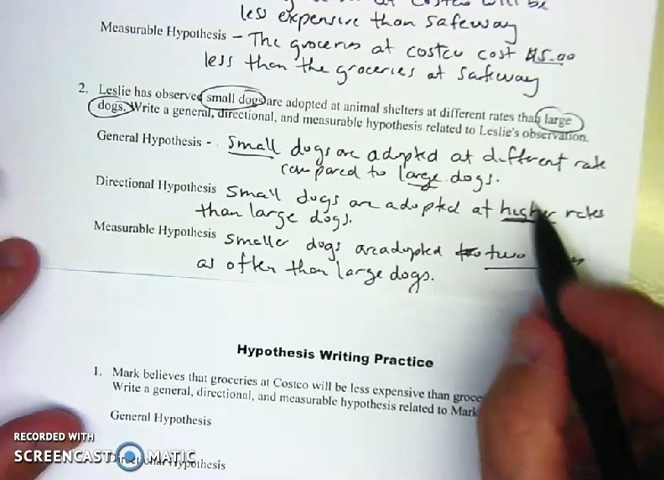 less expensive than safeway
Measurable Hypothesis – The groceries at costco cost $15.00
less than the groceries at safeway
2. Leslie has observed small dogs are adopted at animal shelters at different rates than large
dogs. Write a general, directional, and measurable hypothesis related to Leslie's observation.
General Hypothesis - Small dogs are adopted at different rate
compared to large dogs.
Directional Hypothesis Small dogs are adopted at higher rates
than large dogs.
Measurable Hypothesis Smaller dogs are adopted two
as often than large dogs.
Hypothesis Writing Practice
1. Mark believes that groceries at Costco will be less expensive than
Write a general, directional, and measurable hypothesis related to Mark
General Hypothesis
Hypothesis
RECORDED WITH
SCREENCAST MATIC